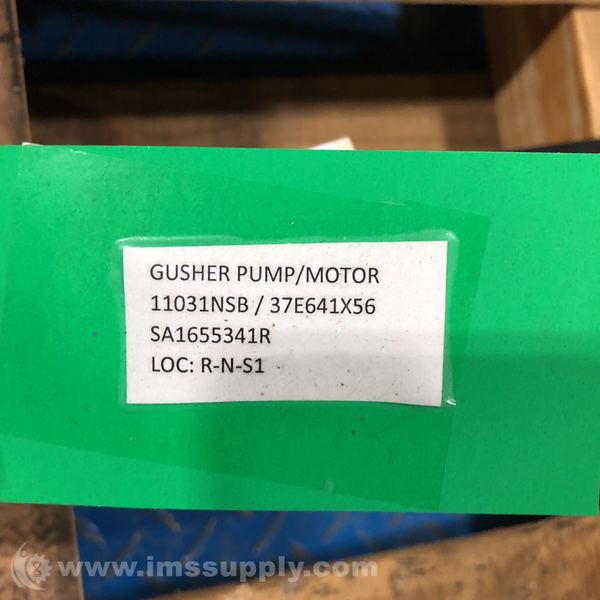 GUSHER PUMP/MOTOR
11031NSB / 37E641X56
SA1655341R
LOC: R-N-S1
www.imssupply.com